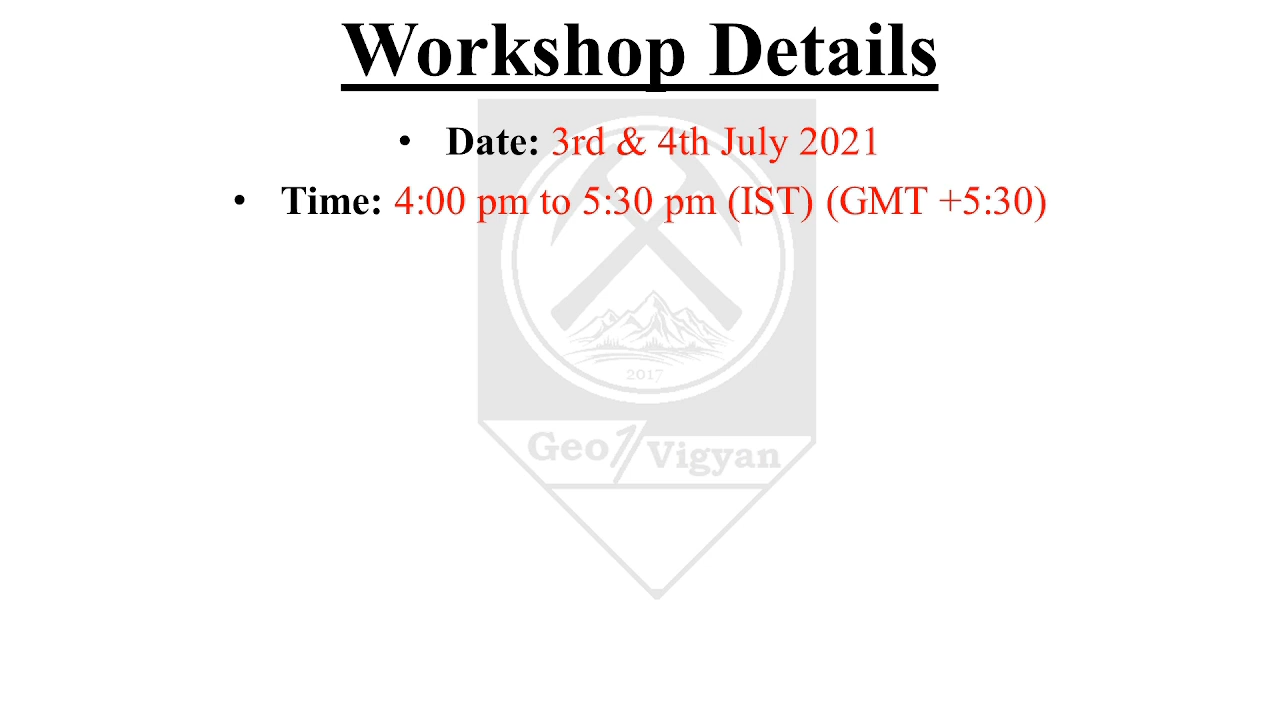 Workshop Details
• Date: 3rd & 4th July 2021
• Time: 4:00 pm to 5:30 pm (IST) (GMT +5:30)
2017
Geo Vigyan